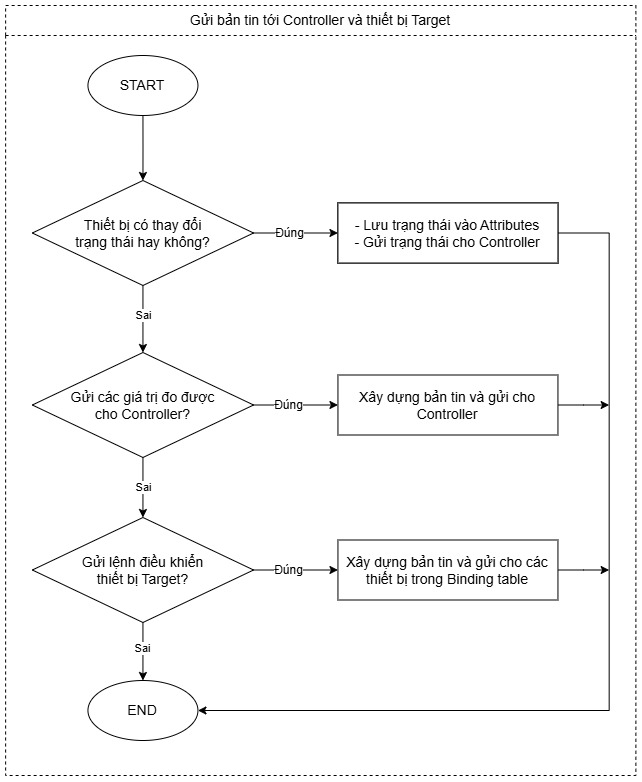 Gửi bản tin tới Controller và thiết bị Target
START
Thiết bị có thay đổi
trạng thái hay không?
Đúng
- Lưu trạng thái vào Attributes
- Gửi trạng thái cho Controller
Sai
Gửi các giá trị đo được
cho Controller?
Đúng
Xây dựng bản tin và gửi cho
Controller
Sai
Gửi lệnh điều khiển
thiết bị Target?
Đúng
Xây dựng bản tin và gửi cho các
thiết bị trong Binding table
Sai
END